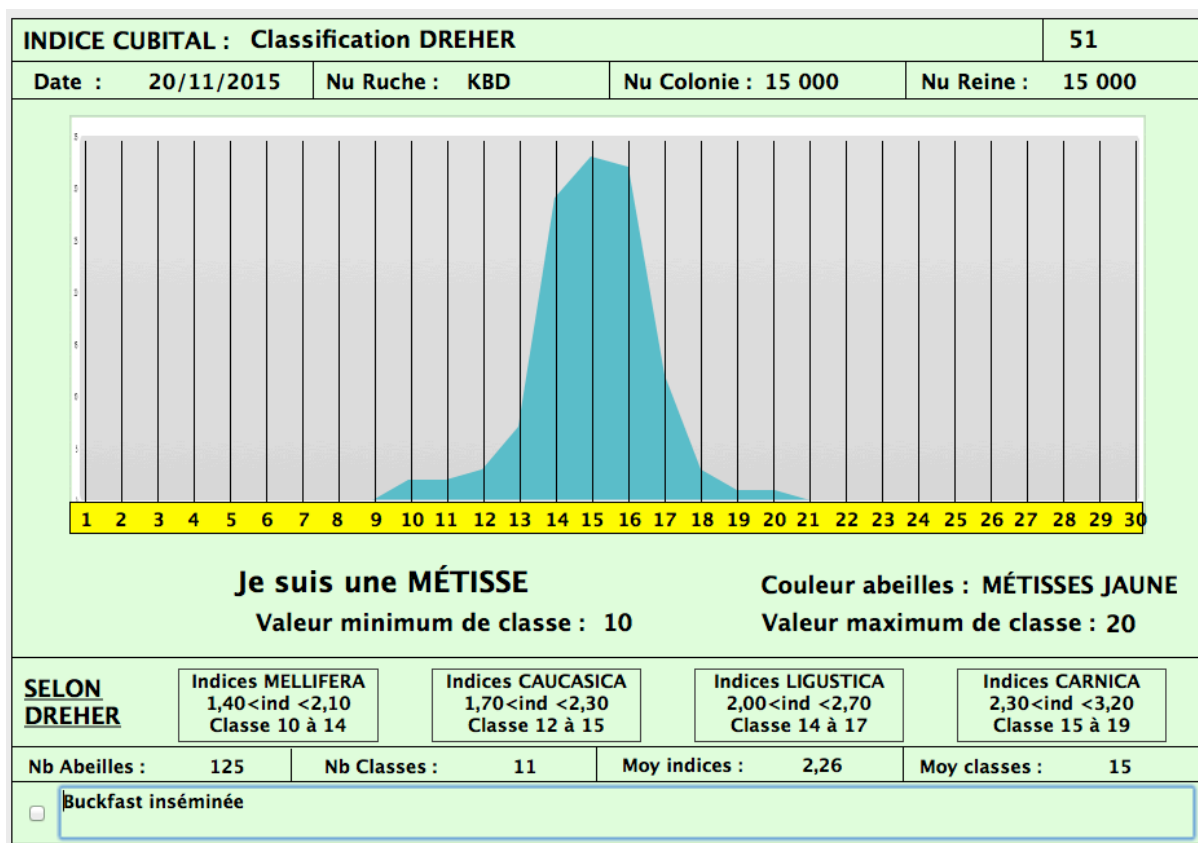 INDICE CUBITAL : Classification DREHER 51
Date : 20/11/2015 Nu Ruche : KBD Nu Colonie : 15 000 Nu Reine : 15 000
1 2 3 4 5 6 7 8 9 10 11 12 13 14 15 16 17 18 19 20 21 22 23 24 25 26 27 28 29 30
Je suis une MÉTISSE Couleur abeilles : MÉTISSES JAUNE
Valeur minimum de classe : 10 Valeur maximum de classe : 20
SELON DREHER
Indices MELLIFERA
1,40<ind <2,10
Classe 10 à 14
Indices CAUCASICA
1,70<ind <2,30
Classe 12 à 15
Indices LIGUSTICA
2,00<ind <2,70
Classe 14 à 17
Indices CARNICA
2,30<ind <3,20
Classe 15 à 19
Nb Abeilles : 125 Nb Classes : 11 Moy indices : 2,26 Moy classes : 15
Buckfast inséminée